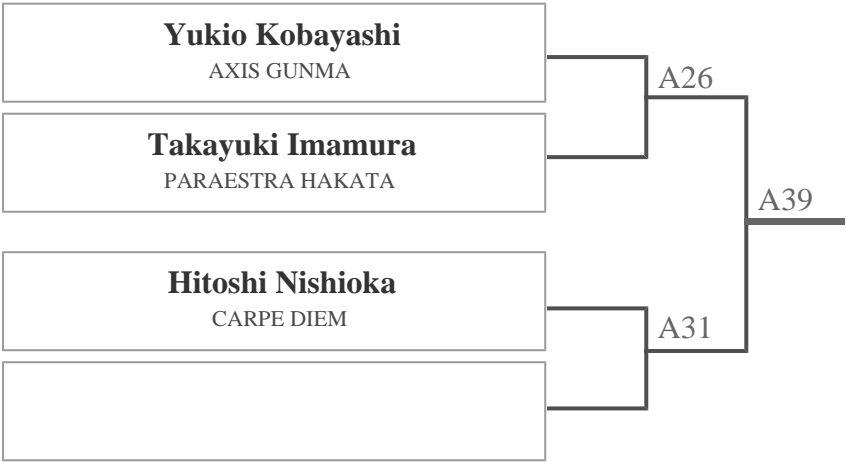 Yukio Kobayashi
AXIS GUNMA
A26
Takayuki Imamura
PARAESTRA HAKATA
A39
Hitoshi Nishioka
CARPE DIEM
A31